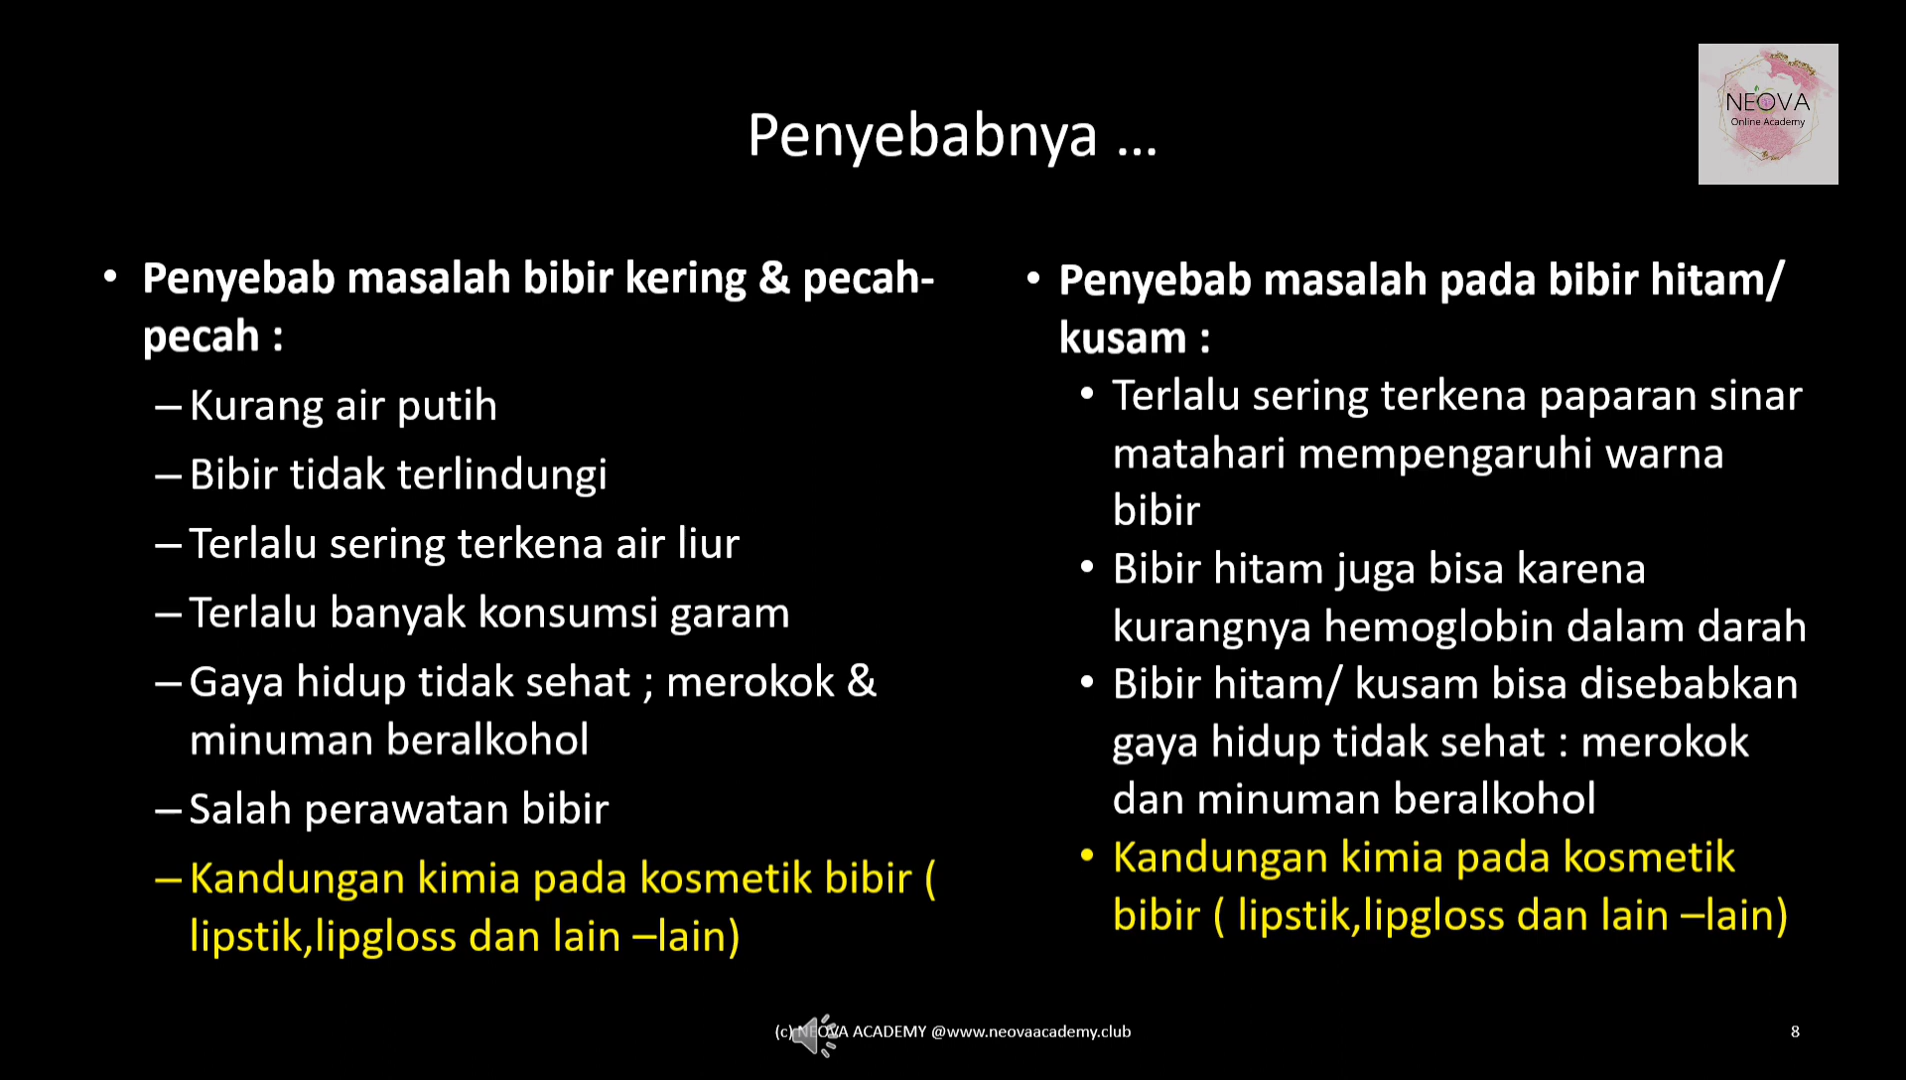 NEOVA
Online Academy
Penyebabnya ...
• Penyebab masalah bibir kering & pecah-
pecah :
– Kurang air putih
– Bibir tidak terlindungi
– Terlalu sering terkena air liur
– Terlalu banyak konsumsi garam
– Gaya hidup tidak sehat ; merokok &
minuman beralkohol
– Salah perawatan bibir
– Kandungan kimia pada kosmetik bibir (
lipstik,lipgloss dan lain –lain)
• Penyebab masalah pada bibir hitam/
kusam :
• Terlalu sering terkena paparan sinar
matahari mempengaruhi warna
bibir
• Bibir hitam juga bisa karena
kurangnya hemoglobin dalam darah
• Bibir hitam/ kusam bisa disebabkan
gaya hidup tidak sehat : merokok
dan minuman beralkohol
• Kandungan kimia pada kosmetik
bibir ( lipstik,lipgloss dan lain –lain)
(c) NEOVA ACADEMY @www.neovaacademy.club
8